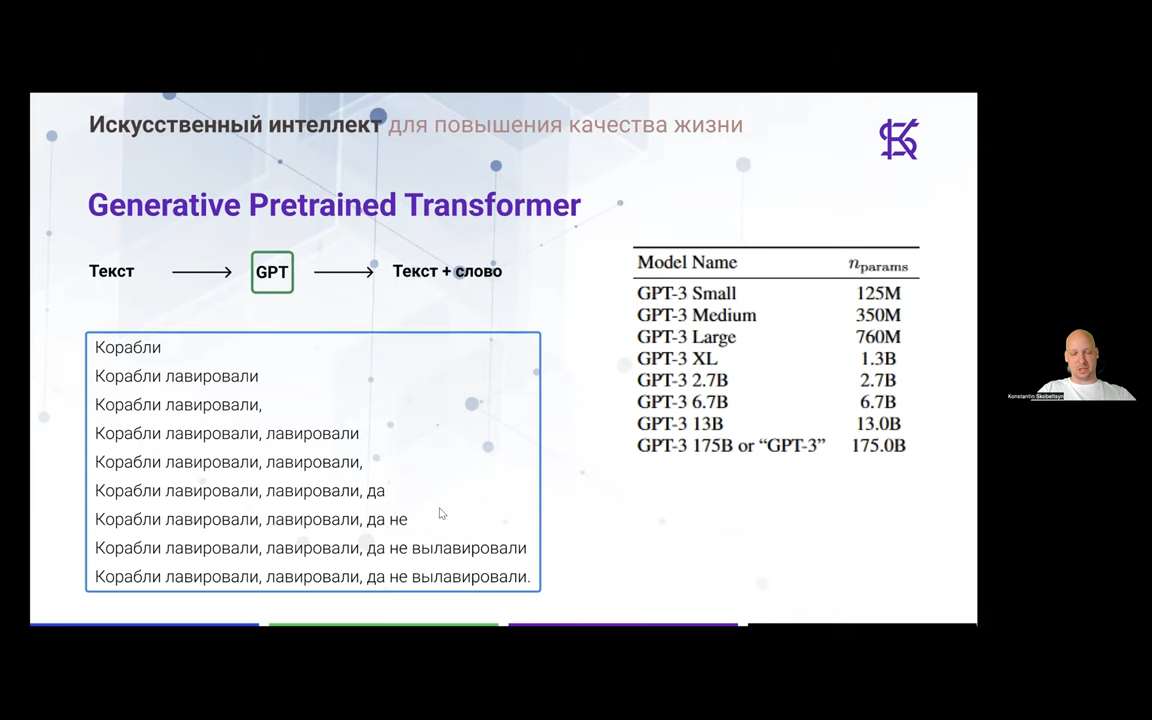 Искусственный интеллект для повышения качества жизни
Generative Pretrained Transformer
Текст GPT Текст + слово
Корабли
Корабли лавировали
Корабли лавировали,
Корабли лавировали, лавировали
Корабли лавировали, лавировали,
Корабли лавировали, лавировали, да
Корабли лавировали, лавировали, да не
Корабли лавировали, лавировали, да не вылавировали
Корабли лавировали, лавировали, да не вылавировали.
Model Name nparams
GPT-3 Small 125M
GPT-3 Medium 350M
GPT-3 Large 760M
GPT-3 XL 1.3B
GPT-3 2.7B 2.7B
GPT-3 6.7B 6.7B
GPT-3 13B 13.0B
GPT-3 175B or “GPT-3” 175.0B
Konstantin Skobeltsyn